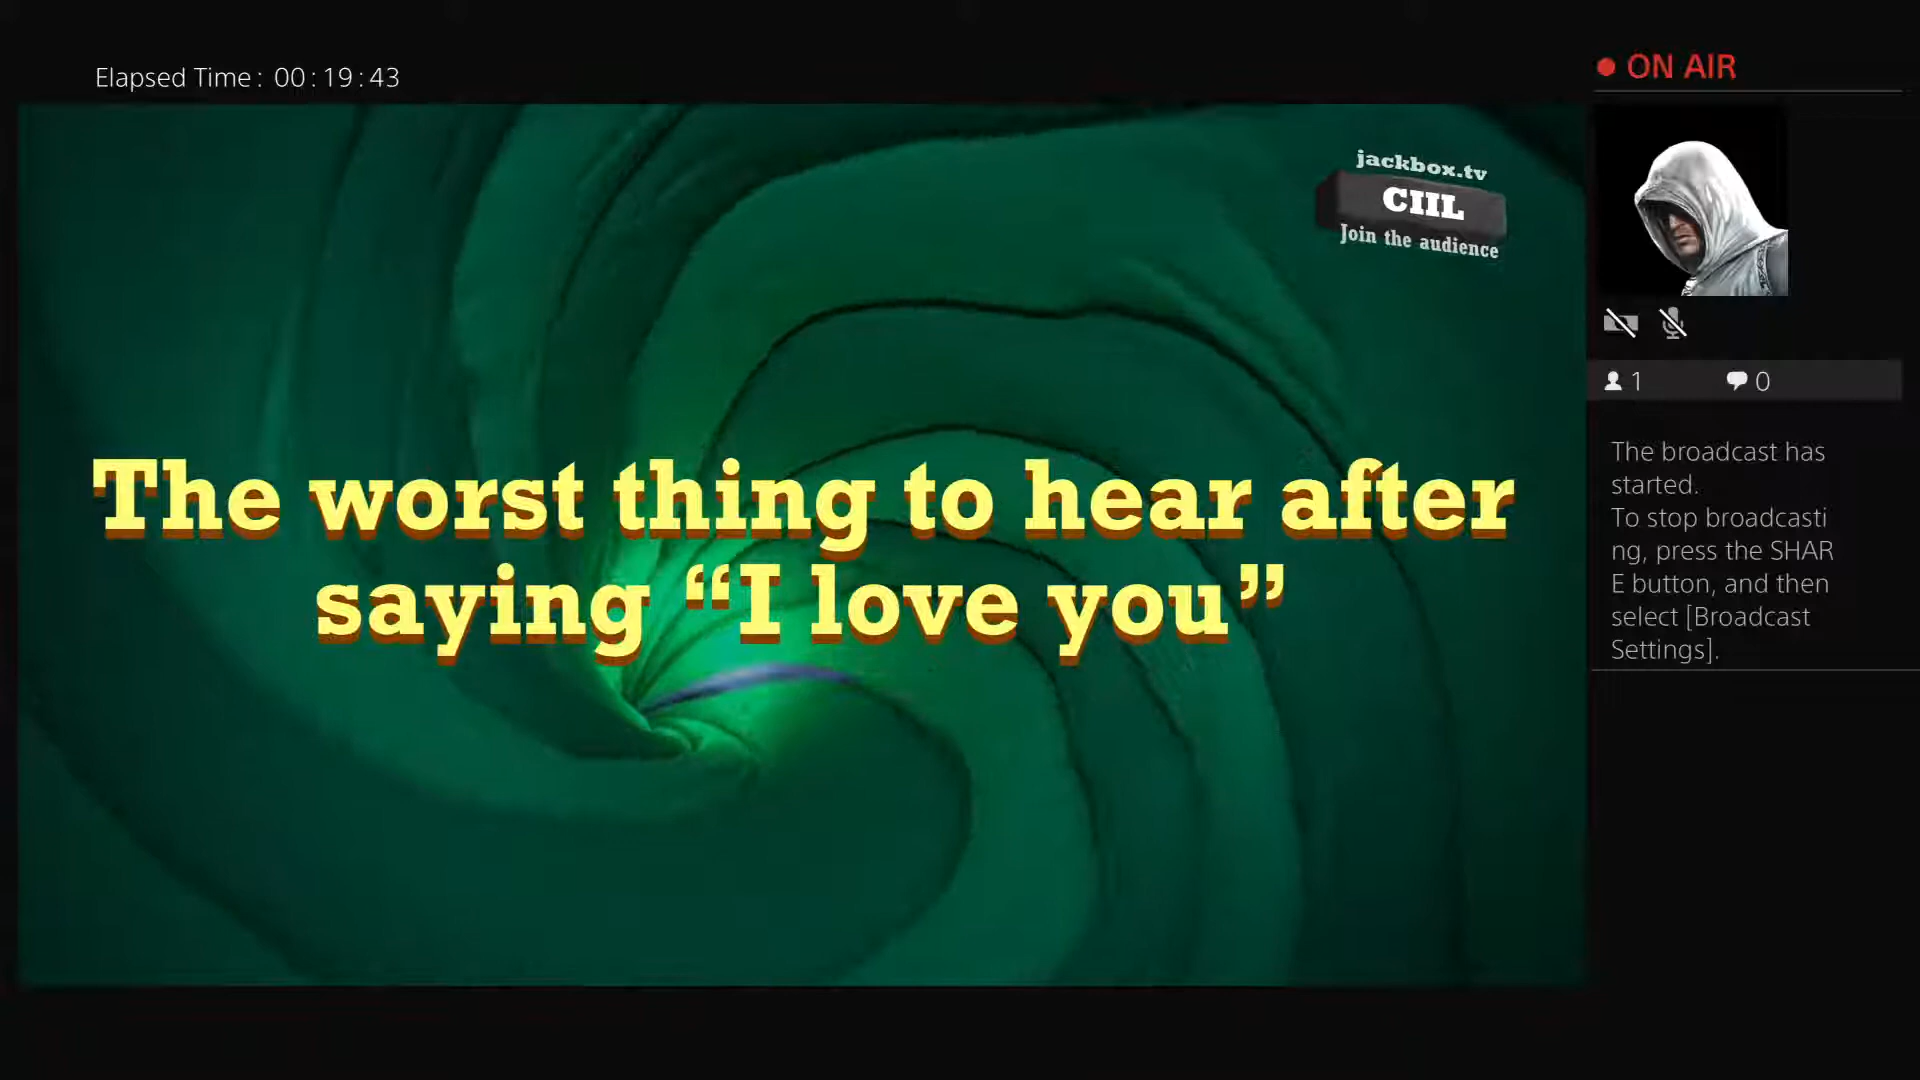 Elapsed Time: 00:19:43
ON AIR
jackbox.tv
CIIL
Join the audience
1 0
The broadcast has
started.
To stop broadcasti
ng, press the SHAR
E button, and then
select [Broadcast
Settings].
The worst thing to hear after
saying “I love you”